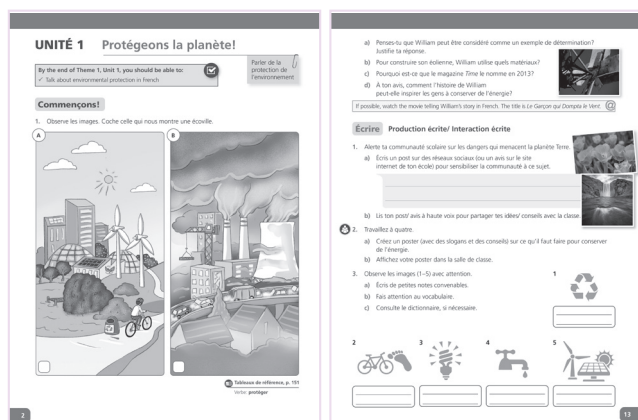 UNITÉ 1 Protégeons la planète!
By the end of Theme 1, Unit 1, you should be able to:
✓ Talk about environmental protection in French
Parler de la
protection de
l'environnement
Commençons!
1. Observe les images. Coche celle qui nous montre une écoville.
A
B
Tableaux de référence, p. 151
Verbe: protéger
2
a) Penses-tu que William peut être considéré comme un exemple de détermination?
Justifie ta réponse.
b) Pour construire son éolienne, William utilise quels matériaux?
c) Pourquoi est-ce que le magazine Time le nomme en 2013?
d) À ton avis, comment l'histoire de William
peut-elle inspirer les gens à conserver de l'énergie?
If possible, watch the movie telling William's story in French. The title is Le Garçon qui Dompta le Vent.
Écrire Production écrite/ Interaction écrite
1. Alerte ta communauté scolaire sur les dangers qui menacent la planète Terre.
a) Écris un post sur des réseaux sociaux (ou un avis sur le site
internet de ton école) pour sensibiliser la communauté à ce sujet.
b) Lis ton post/ avis à haute voix pour partager tes idées/ conseils avec la classe.
2. Travaillez à quatre.
a) Créez un poster (avec des slogans et des conseils) sur ce qu'il faut faire pour conserver
de l'énergie.
b) Affichez votre poster dans la salle de classe.
3. Observe les images (1–5) avec attention.
a) Écris de petites notes convenables.
b) Fais attention au vocabulaire.
c) Consulte le dictionnaire, si nécessaire.
1
2
3
4
5
13